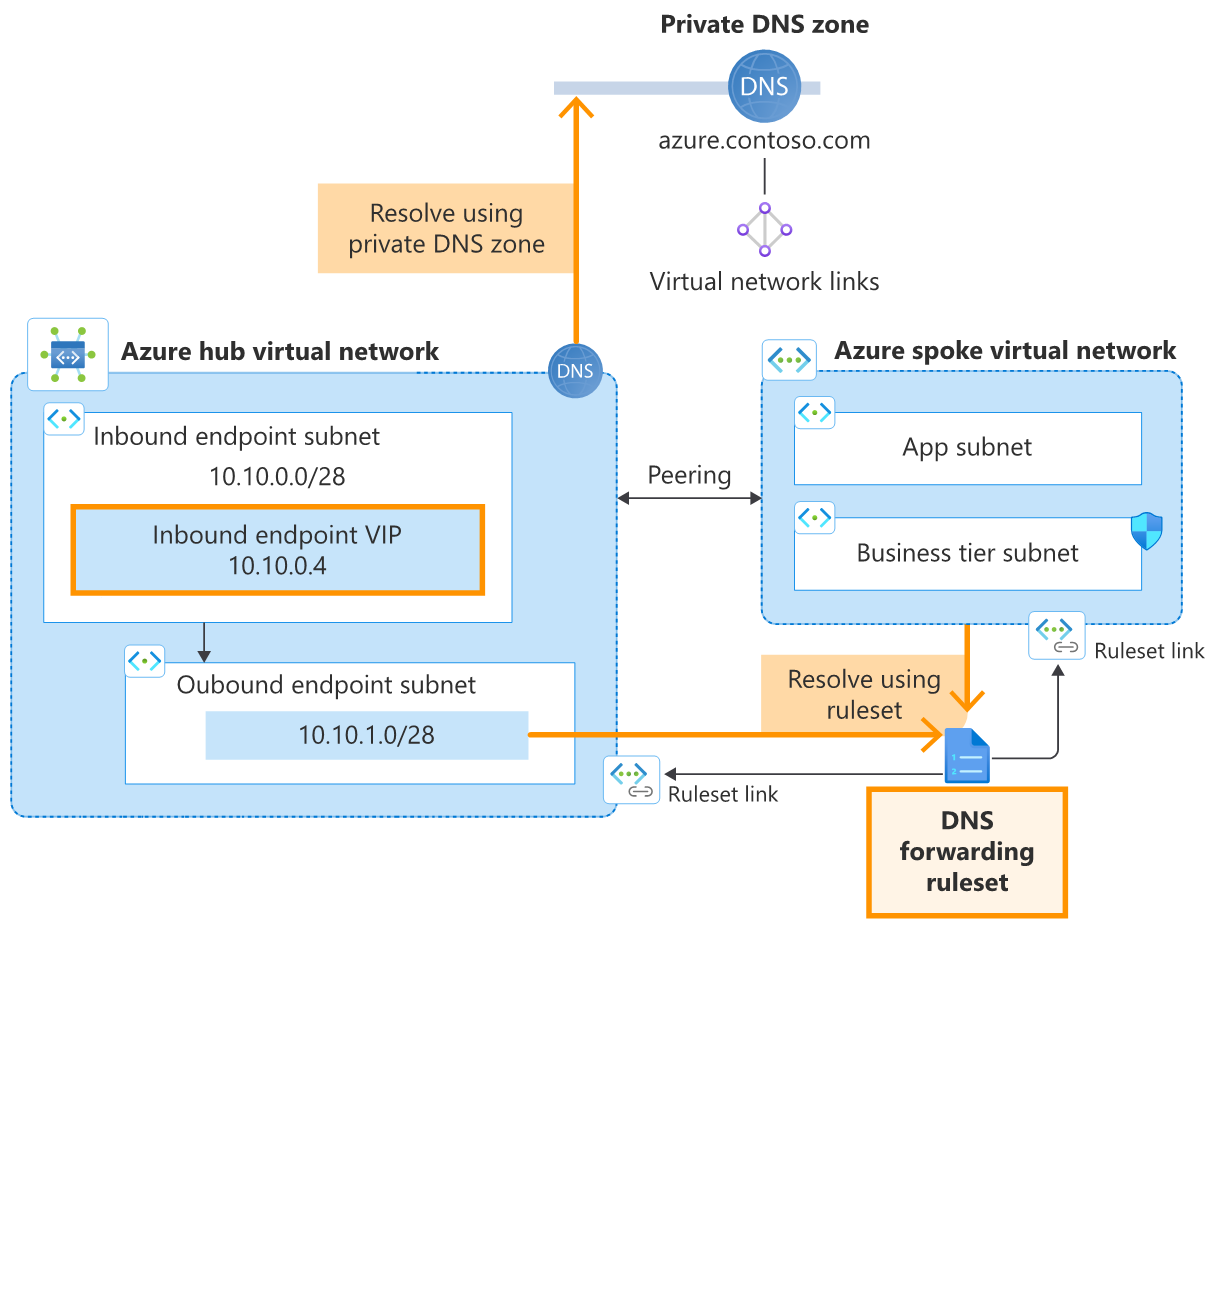 Private DNS zone
DNS
azure.contoso.com
Resolve using
private DNS zone
Virtual network links
Azure hub virtual network
DNS
Azure spoke virtual network
Inbound endpoint subnet
10.10.0.0/28
Inbound endpoint VIP
10.10.0.4
Peering
App subnet
Business tier subnet
Oubound endpoint subnet
10.10.1.0/28
Resolve using
ruleset
Ruleset link
Ruleset link
1
2
DNS
forwarding
ruleset